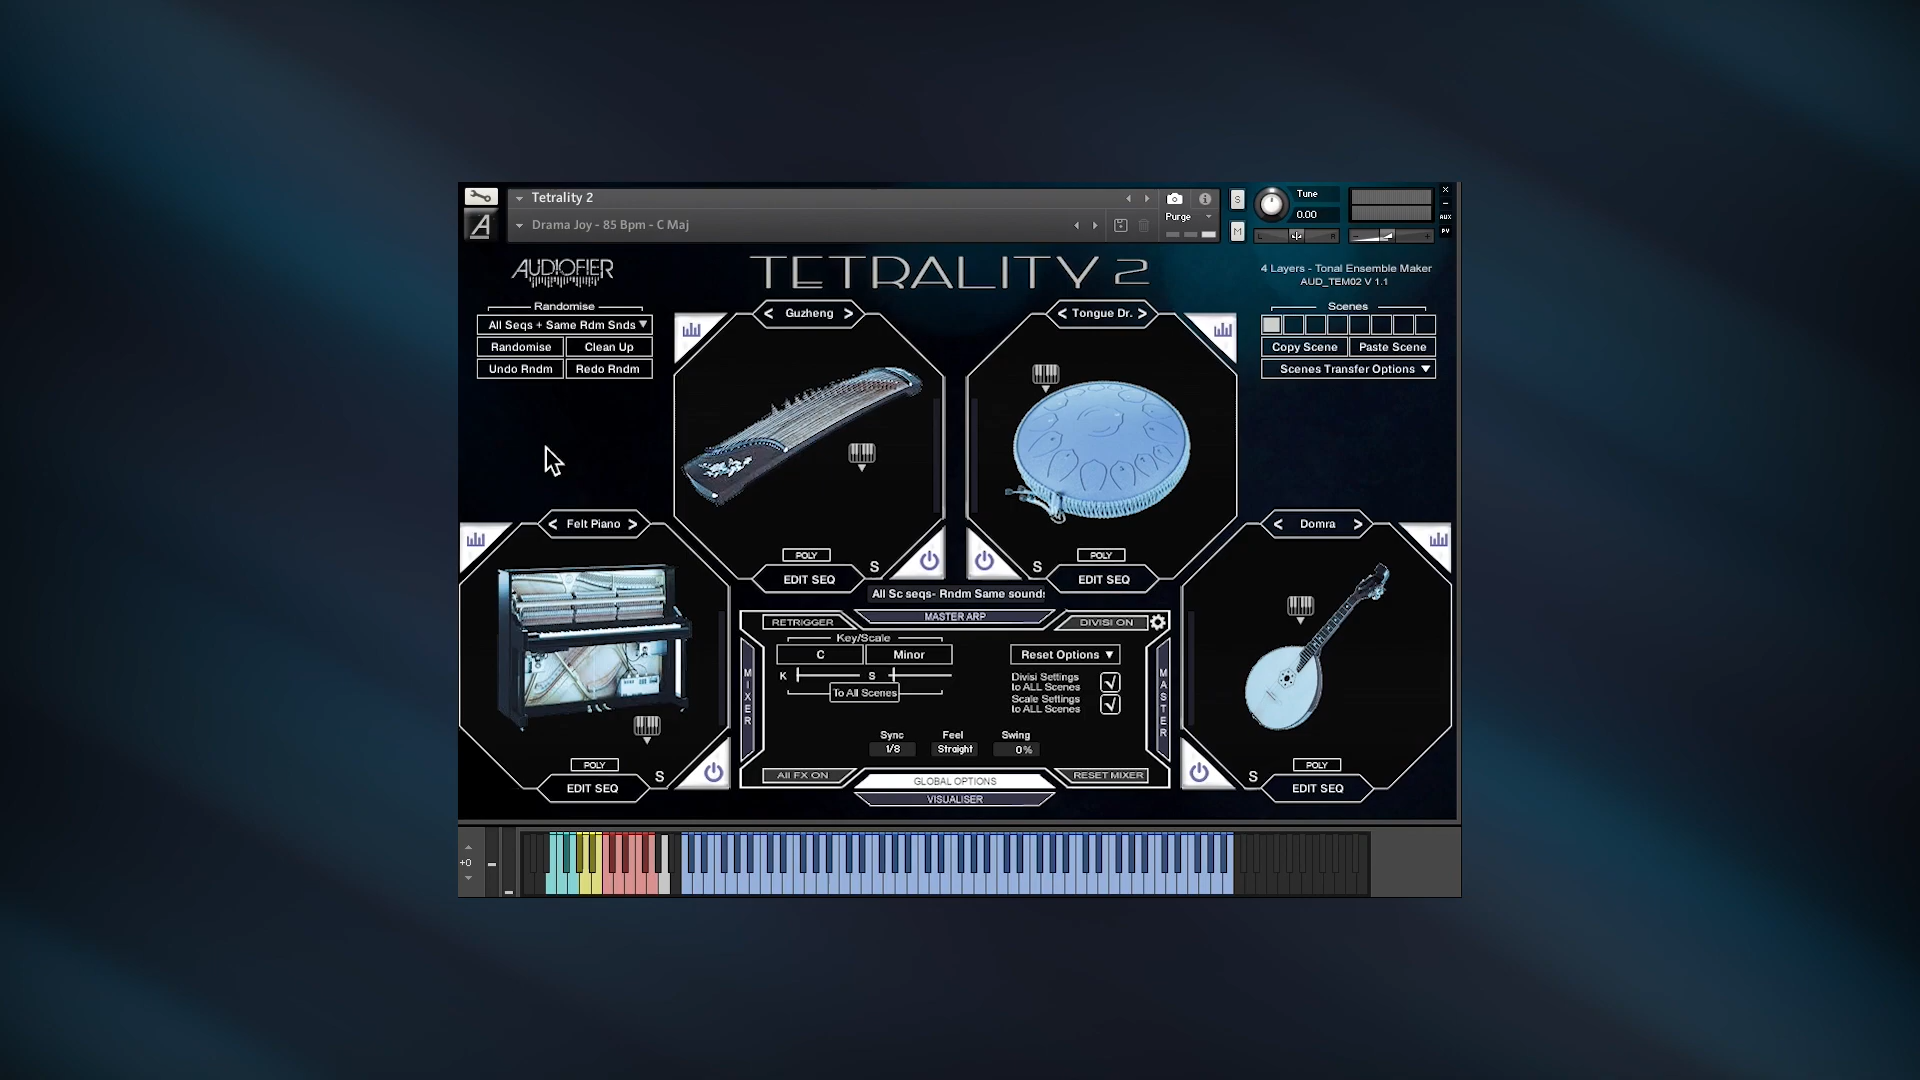 Tetrality 2
Drama Joy - 85 Bpm - C Maj
Purge
S
M
Tune
0.00
L R
AUX
PV
AUDIOFIER
TETRALITY 2
4 Layers - Tonal Ensemble Maker
AUD_TEM02 V 1.1
Randomise
All Seqs + Same Rdm Snds
Randomise
Clean Up
Undo Rndm
Redo Rndm
Scenes
Copy Scene
Paste Scene
Scenes Transfer Options
< Guzheng >
POLY
S
EDIT SEQ
< Tongue Dr. >
POLY
S
EDIT SEQ
< Felt Piano >
POLY
S
EDIT SEQ
< Domra >
POLY
S
EDIT SEQ
All Sc seqs- Rndm Same sounds
MASTER ARP
RETRIGGER
DIVISI ON
Key/Scale
C
Minor
K
S
To All Scenes
Reset Options
Divisi Settings
to ALL Scenes
Scale Settings
to ALL Scenes
MIXER
MASTER
Sync
1/8
Feel
Straight
Swing
0%
All FX ON
GLOBAL OPTIONS
RESET MIXER
VISUALISER
+0